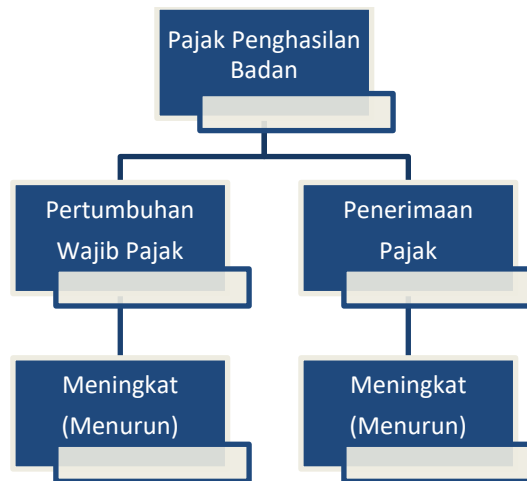 Pajak Penghasilan
Badan
Pertumbuhan
Wajib Pajak
Penerimaan
Pajak
Meningkat
(Menurun)
Meningkat
(Menurun)